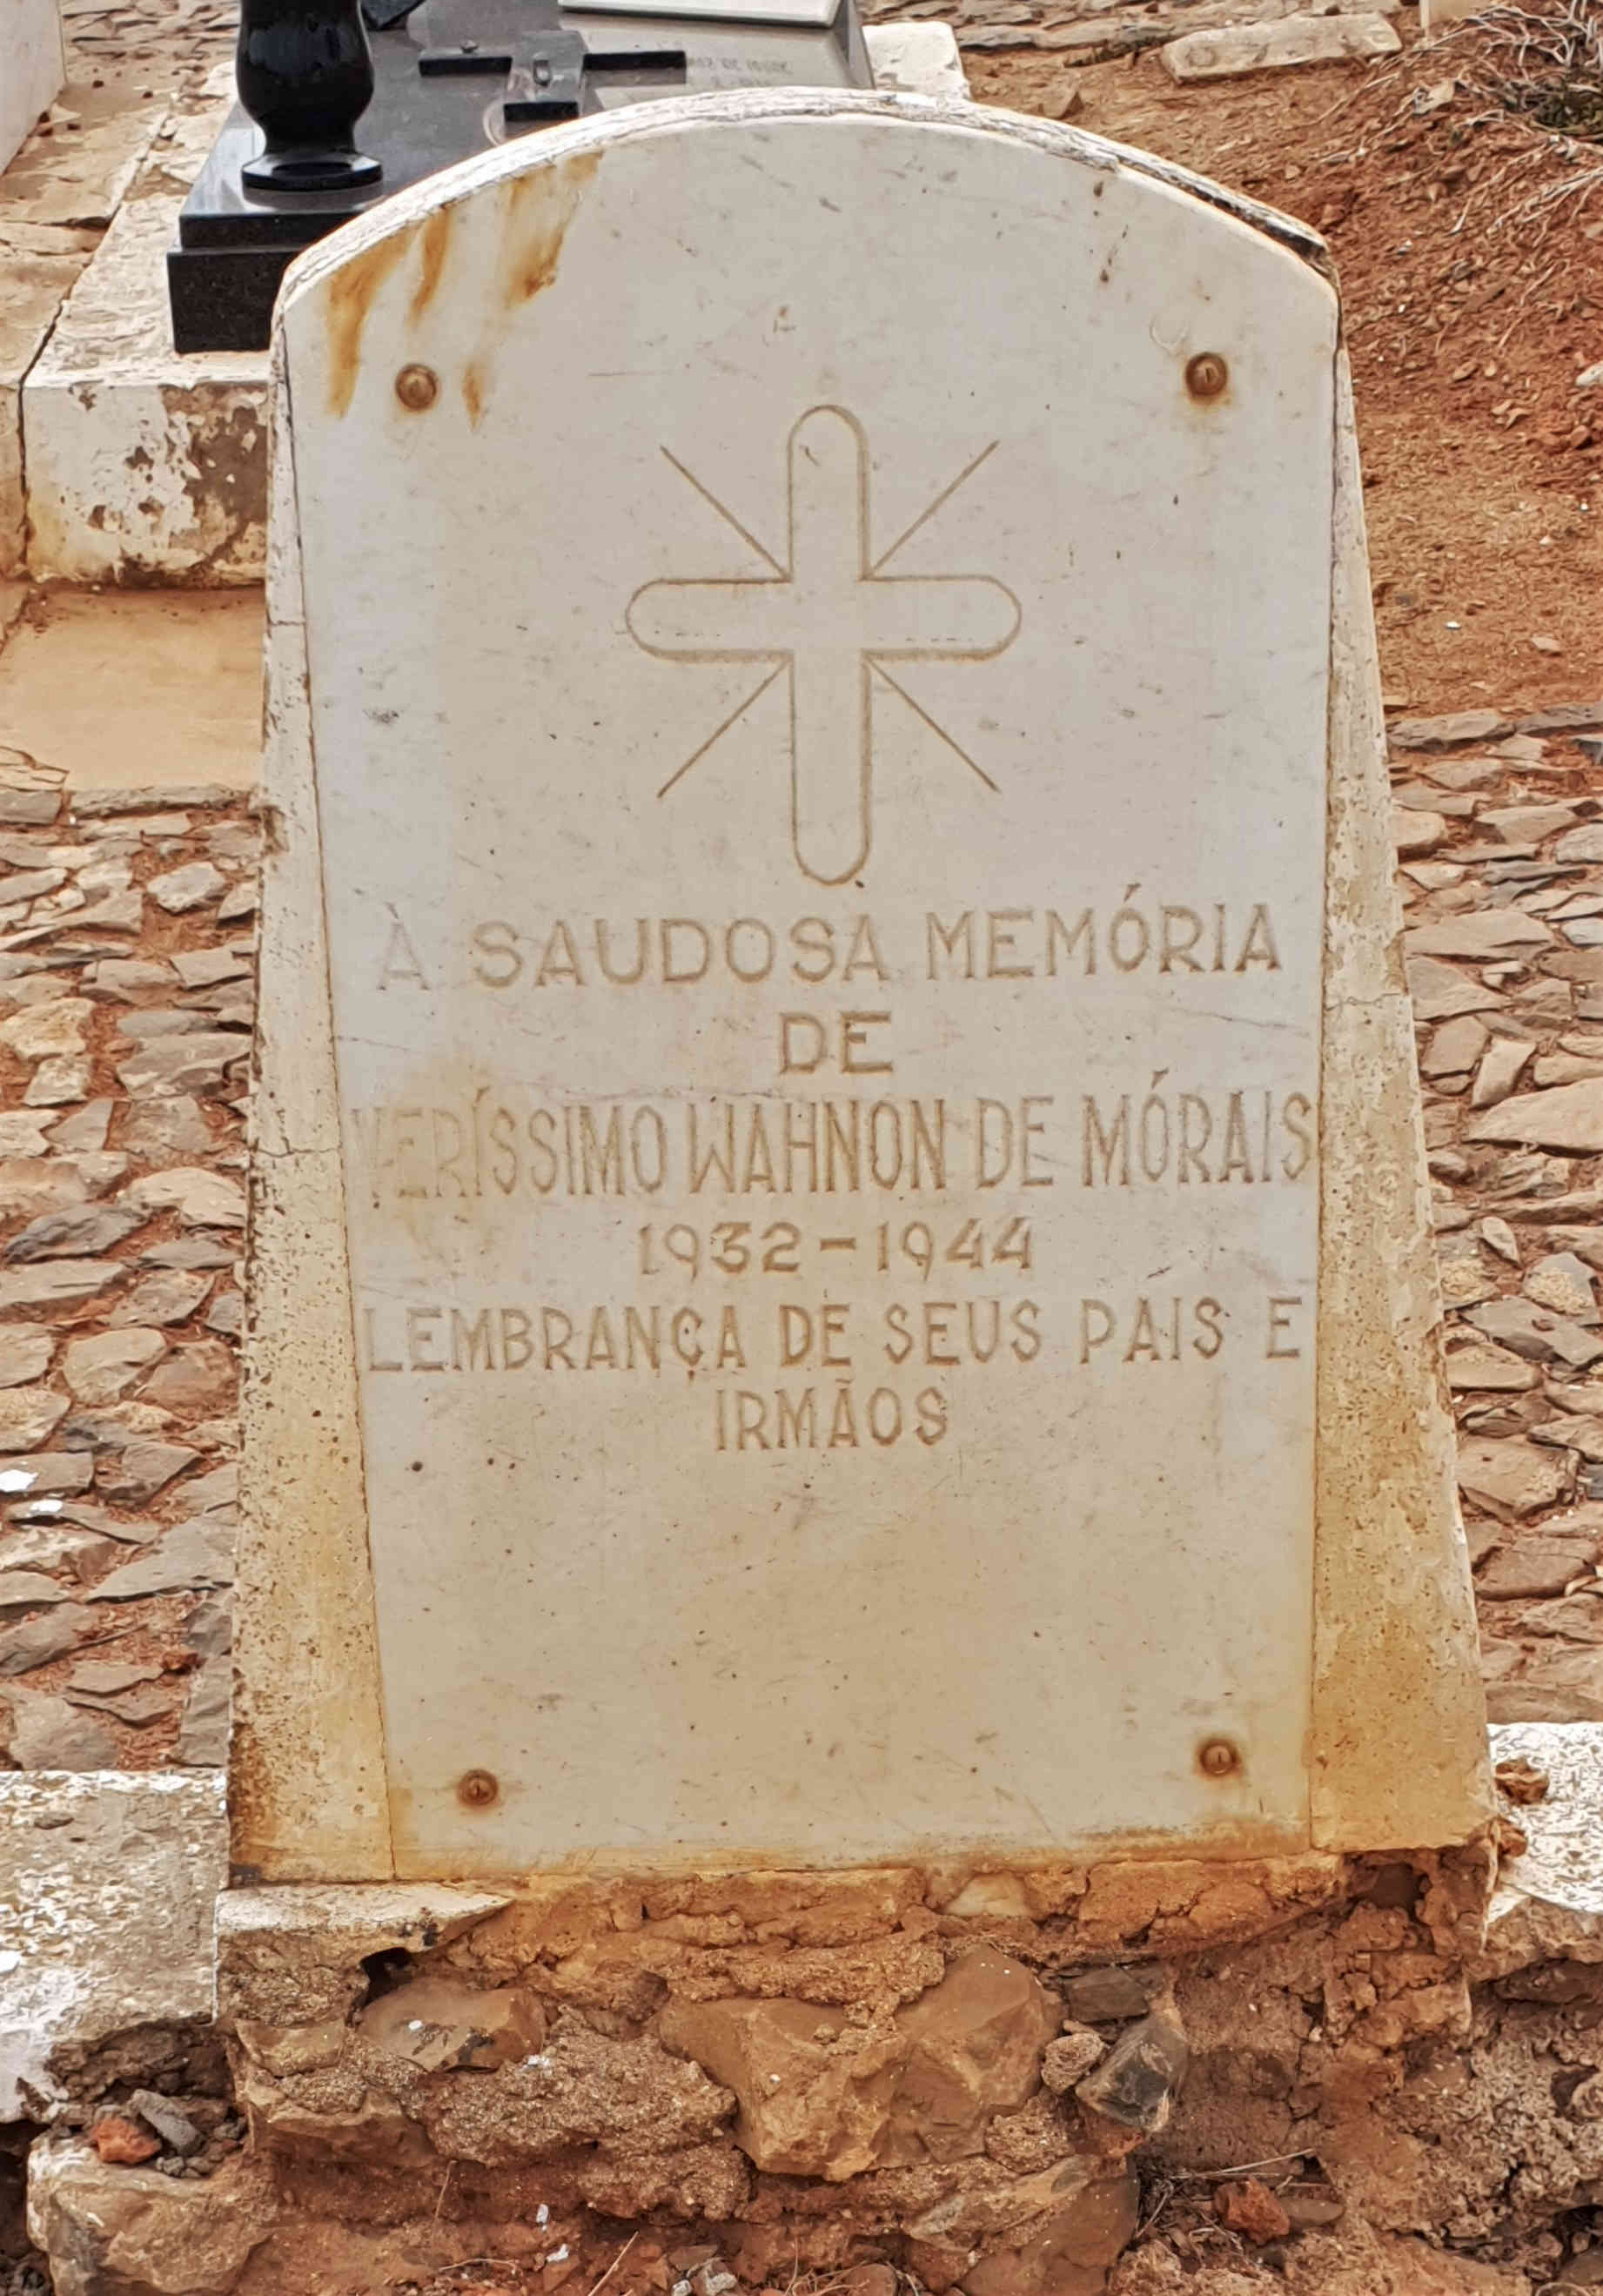 À SAUDOSA MEMÓRIA
DE
VERÍSSIMO WAHNON DE MÓRAIS
1932-1944
LEMBRANÇA DE SEUS PAIS E
IRMÃOS